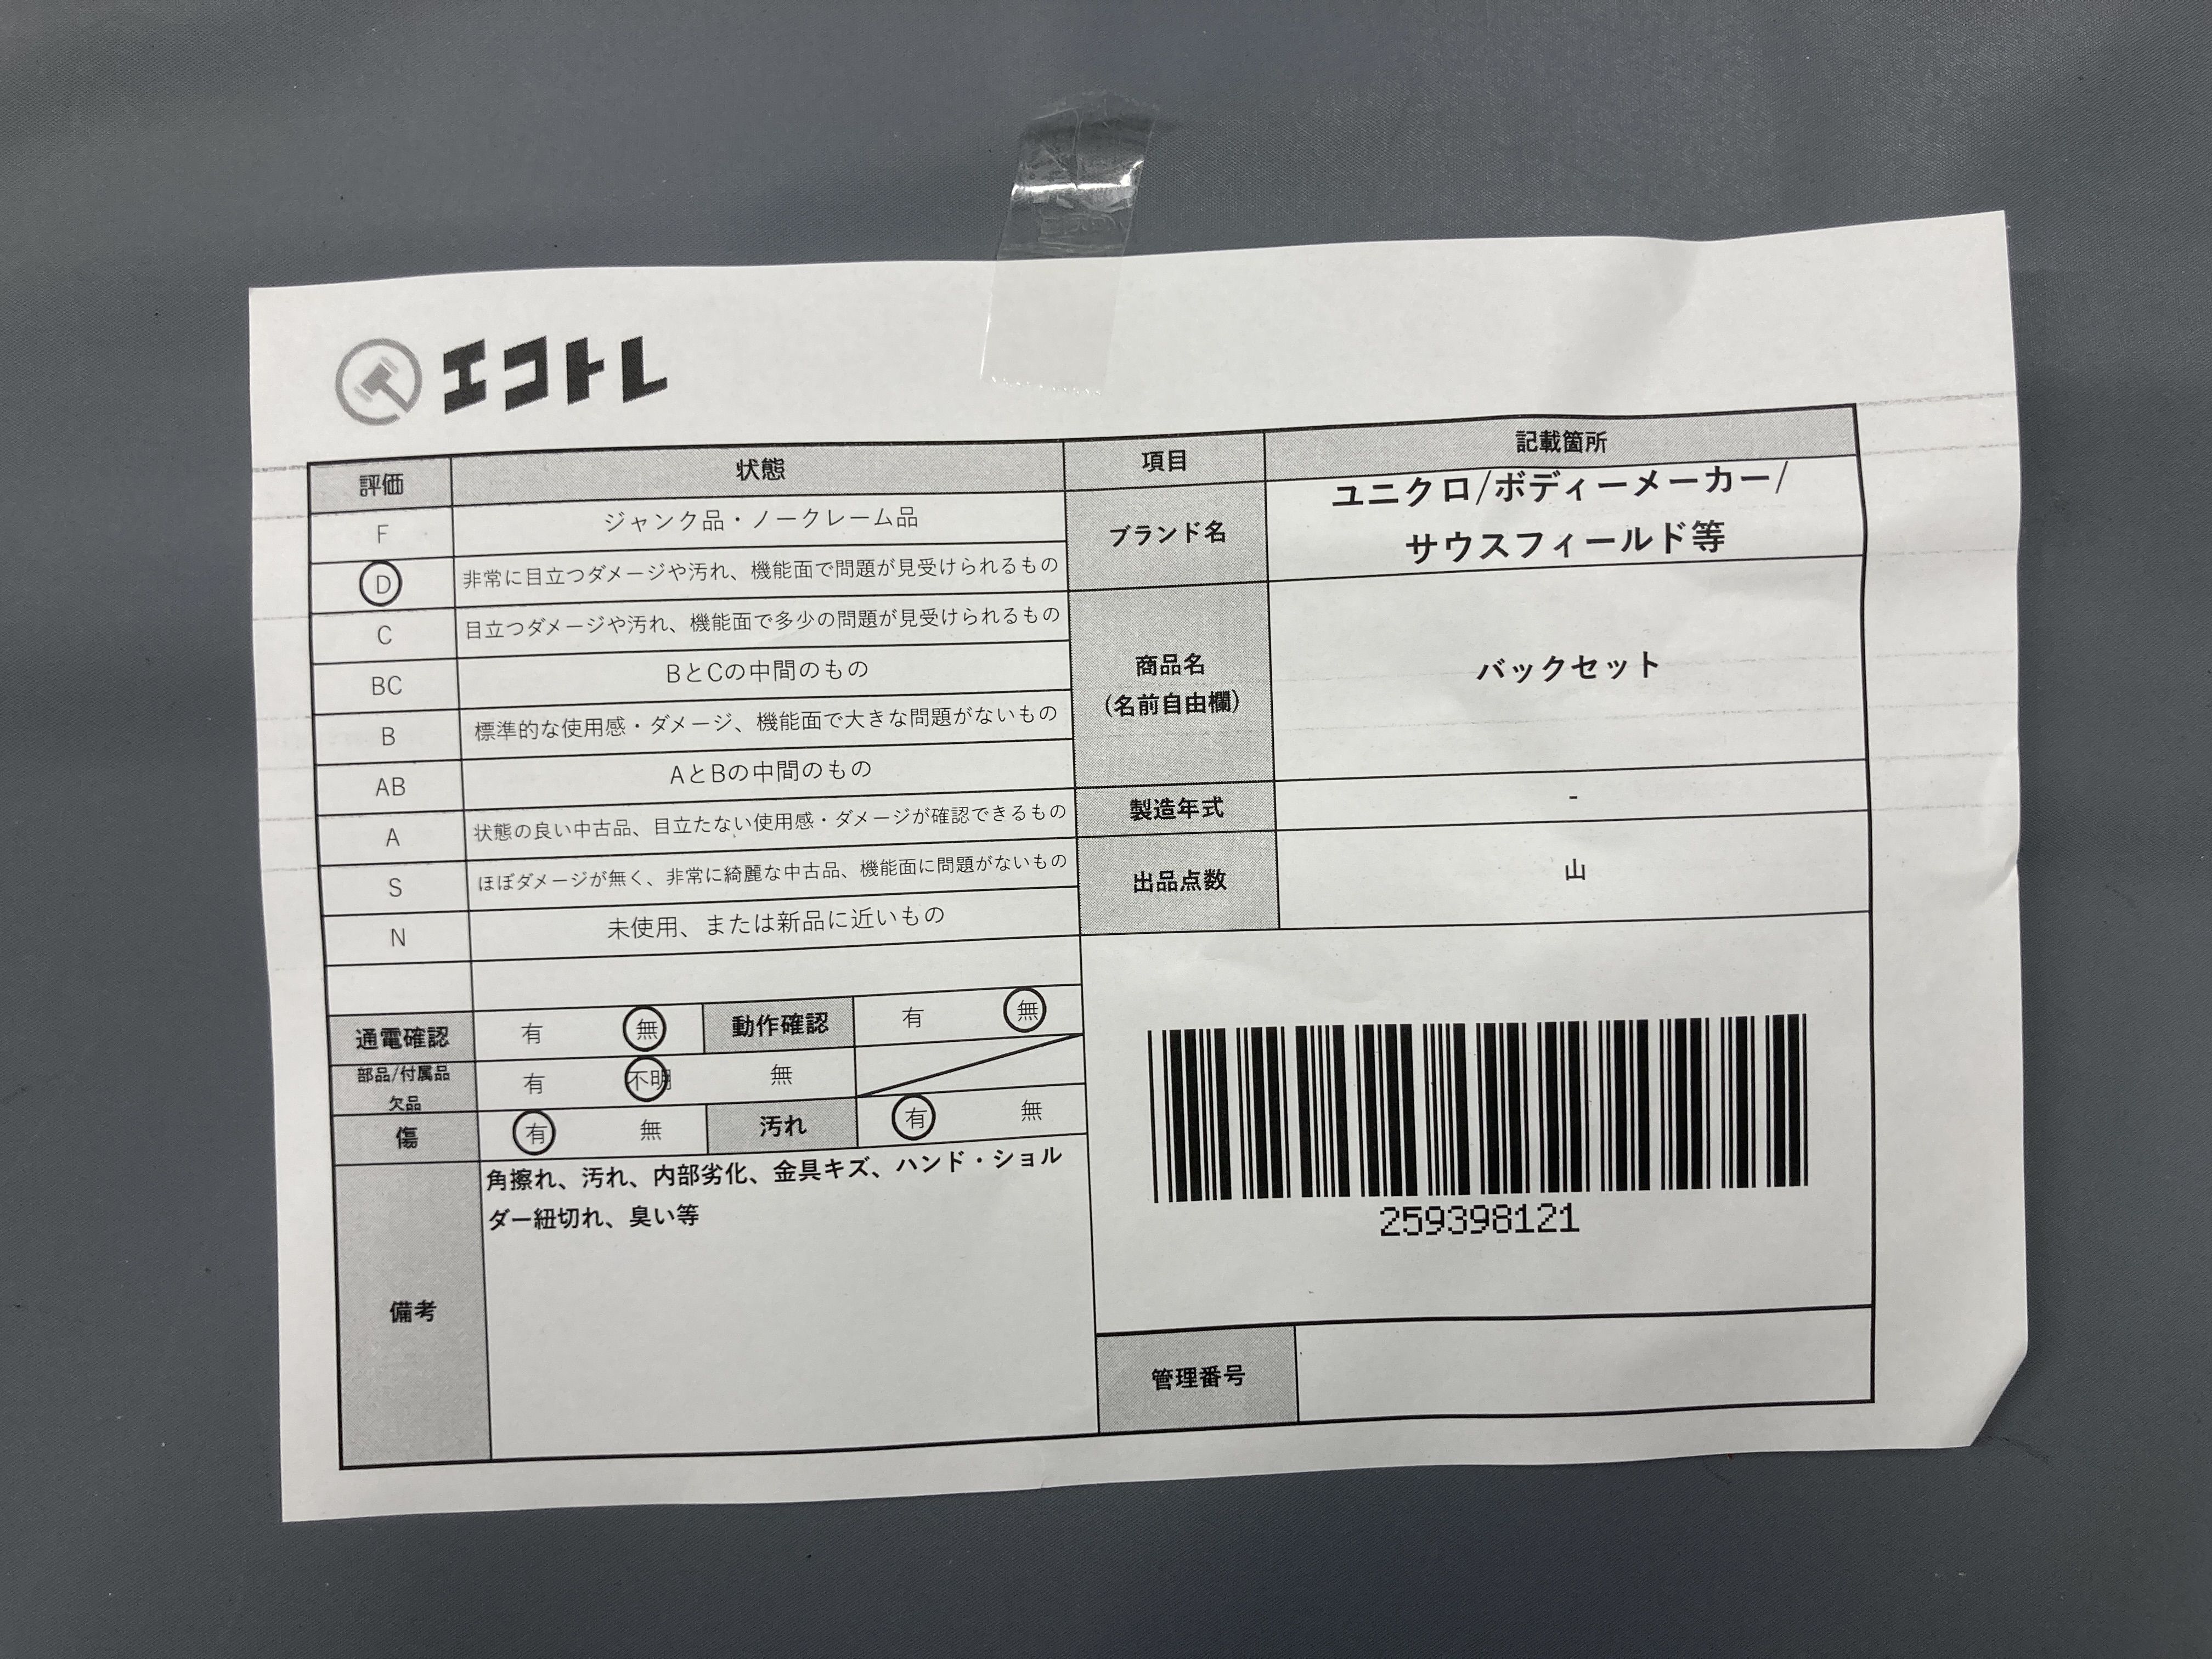 エコトレ
評価 状態 項目 記載箇所
F ジャンク品・ノークレーム品
D 非常に目立つダメージや汚れ、機能面で問題が見受けられるもの
C 目立つダメージや汚れ、機能面で多少の問題が見受けられるもの
BC BとCの中間のもの
B 標準的な使用感・ダメージ、機能面で大きな問題がないもの
AB AとBの中間のもの
A 状態の良い中古品、目立たない使用感・ダメージが確認できるもの
S ほぼダメージが無く、非常に綺麗な中古品、機能面に問題がないもの
N 未使用、または新品に近いもの
ブランド名
ユニクロ/ボディーメーカー/
サウスフィールド等
商品名
(名前自由欄)
バックセット
製造年式 -
出品点数 山
通電確認 有 無 動作確認 有 無
部品/付属品
欠品
有 不明 無
傷 有 無 汚れ 有 無
備考
角擦れ、汚れ、内部劣化、金具キズ、ハンド・ショル
ダー紐切れ、臭い等
259398121
管理番号